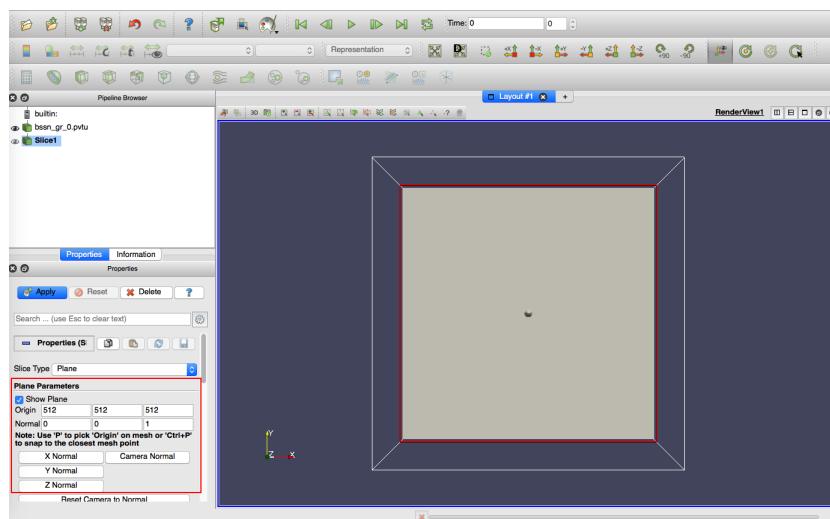 Time: 0 0
Representation
+90 -90
Pipeline Browser
Layout #1 +
builtin:
3D
RenderView1
bssn_gr_0.pvtu
Slice1
Properties Information
Properties
Apply Reset Delete ?
Search ... (use Esc to clear text)
Properties (S
Slice Type Plane
Plane Parameters
Show Plane
Origin 512 512 512
Normal 0 0 1
Note: Use 'P' to pick 'Origin' on mesh or 'Ctrl+P'
to snap to the closest mesh point
X Normal Camera Normal
Y Normal
Z Normal
Reset Camera to Normal
Y
Z X